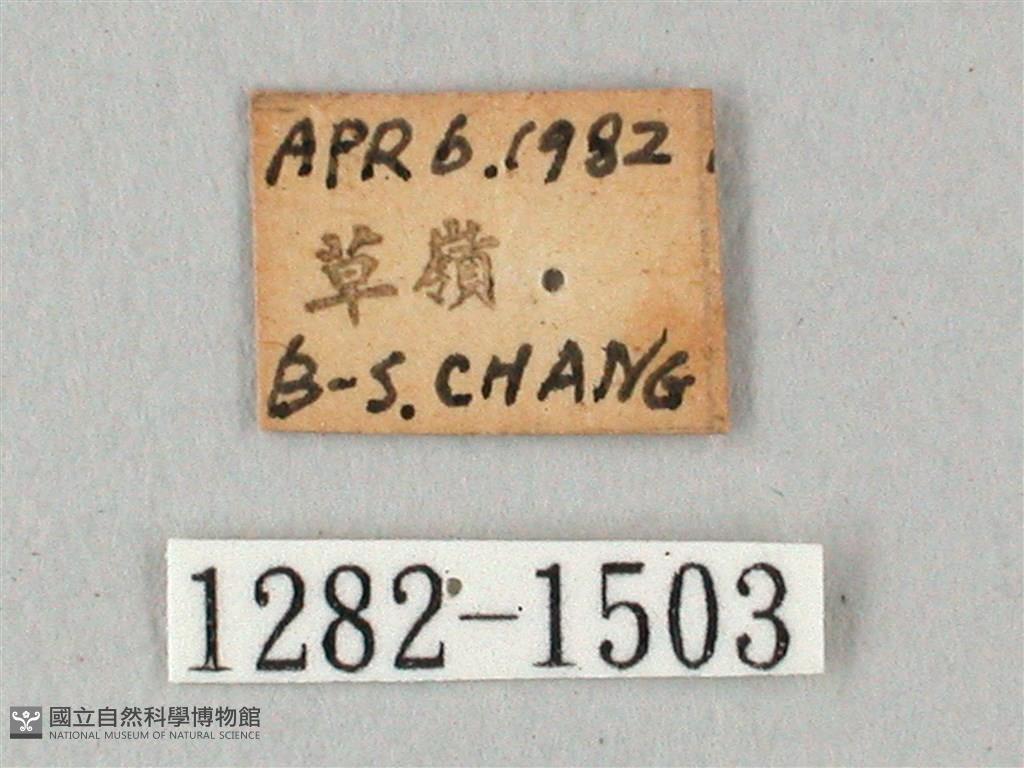 APR 6.1982
草嶺
B-S.CHANG
1282-1503
國立自然科學博物館
NATIONAL MUSEUM OF NATURAL SCIENCE